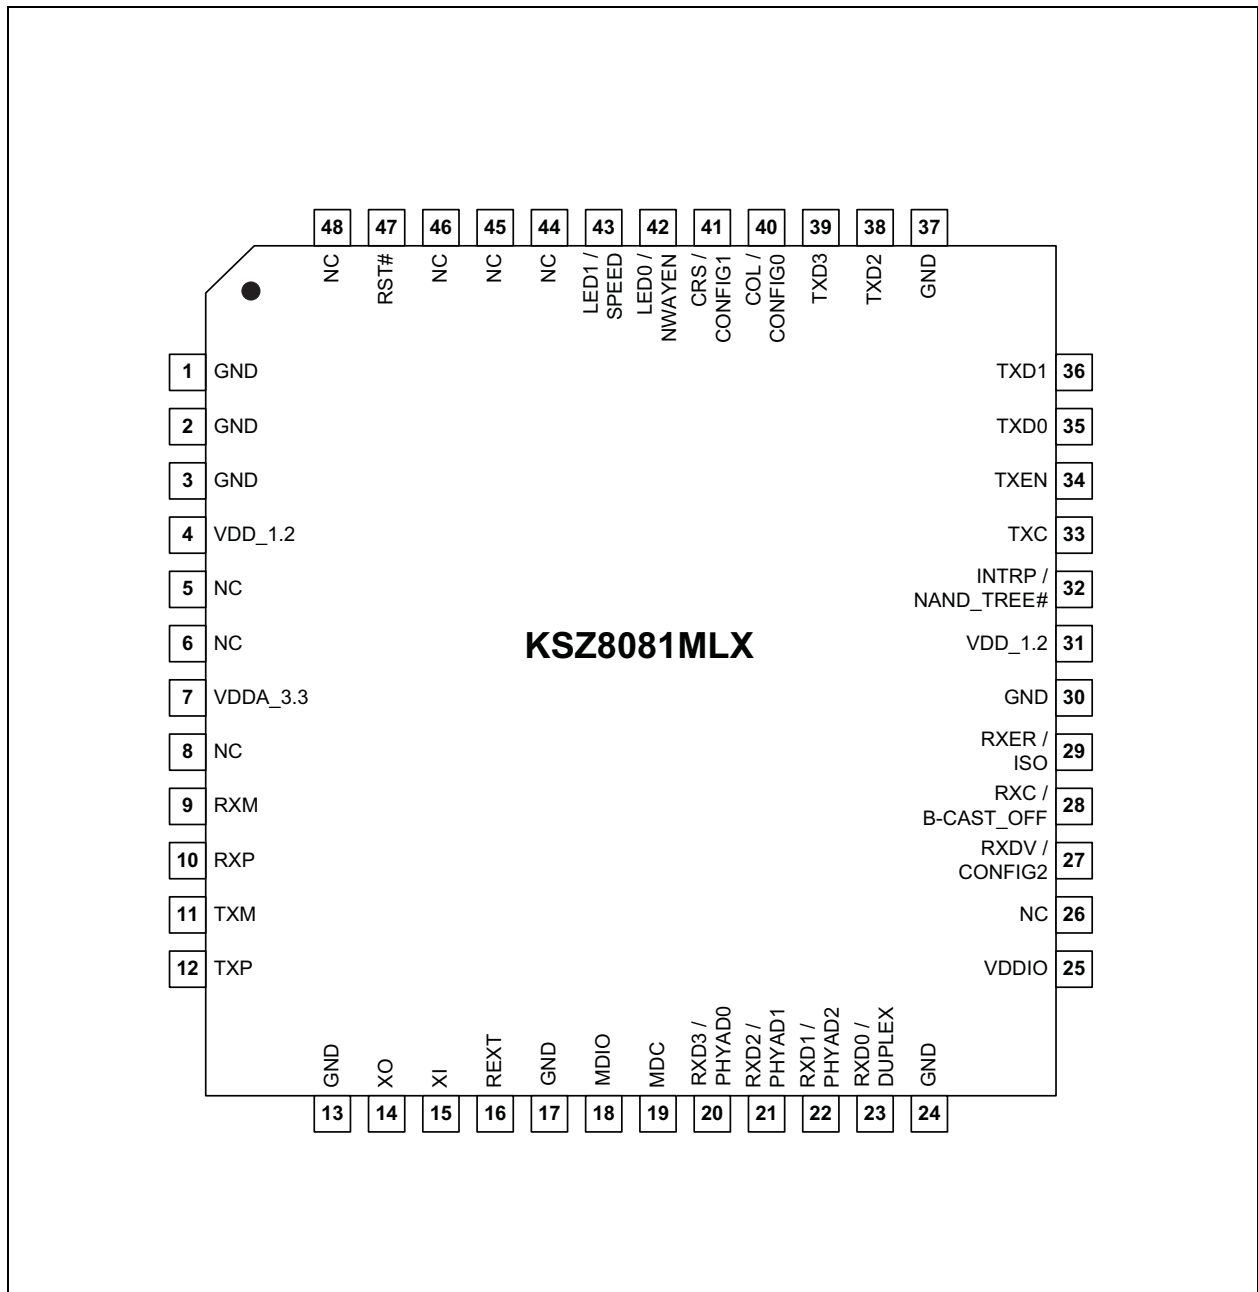 48 47 46 45 44 43 42 41 40 39 38 37
NC
RST#
NC
NC
NC
LED1 /
SPEED
LED0 /
NWAYEN
CRS /
CONFIG1
COL /
CONFIG0
TXD3
TXD2
GND
1 GND
2 GND
3 GND
4 VDD_1.2
5 NC
6 NC
7 VDDA_3.3
8 NC
9 RXM
10 RXP
11 TXM
12 TXP
KSZ8081MLX
TXD1 36
TXD0 35
TXEN 34
TXC 33
INTRP /
NAND_TREE# 32
VDD_1.2 31
GND 30
RXER /
ISO 29
RXC /
B-CAST_OFF 28
RXDV /
CONFIG2 27
NC 26
VDDIO 25
GND
XO
XI
REXT
GND
MDIO
MDC
RXD3 /
PHYAD0
RXD2 /
PHYAD1
RXD1 /
PHYAD2
RXD0 /
DUPLEX
GND
13 14 15 16 17 18 19 20 21 22 23 24